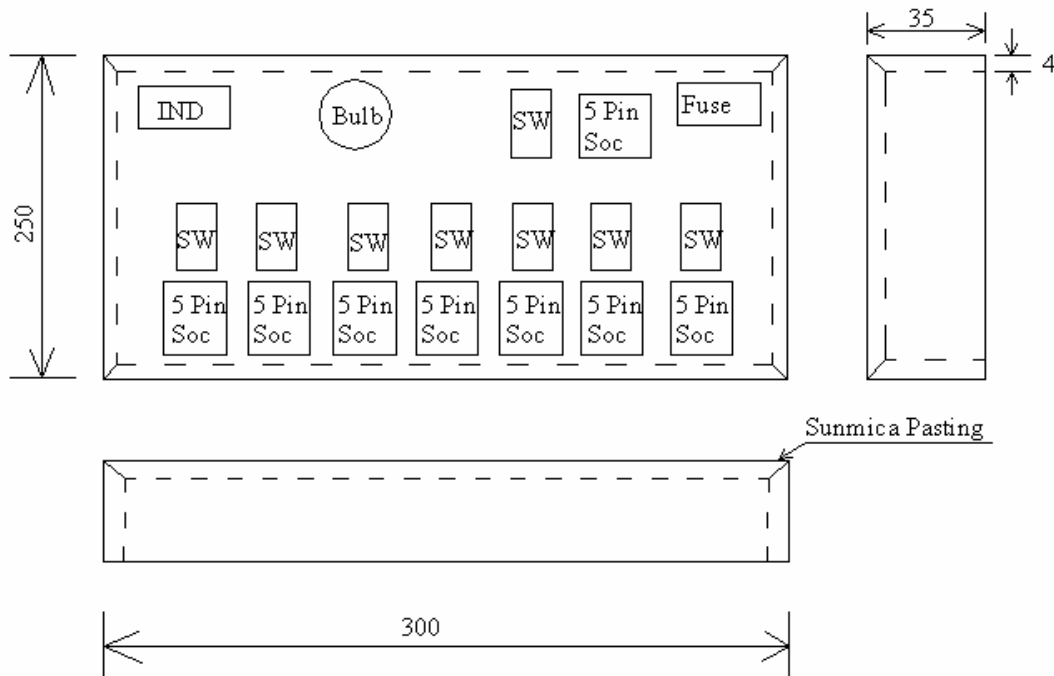 35
4
IND
Bulb
SW
5 Pin
Soc
Fuse
250
SW
SW
SW
SW
SW
SW
SW
5 Pin
Soc
5 Pin
Soc
5 Pin
Soc
5 Pin
Soc
5 Pin
Soc
5 Pin
Soc
5 Pin
Soc
Sunmica Pasting
300